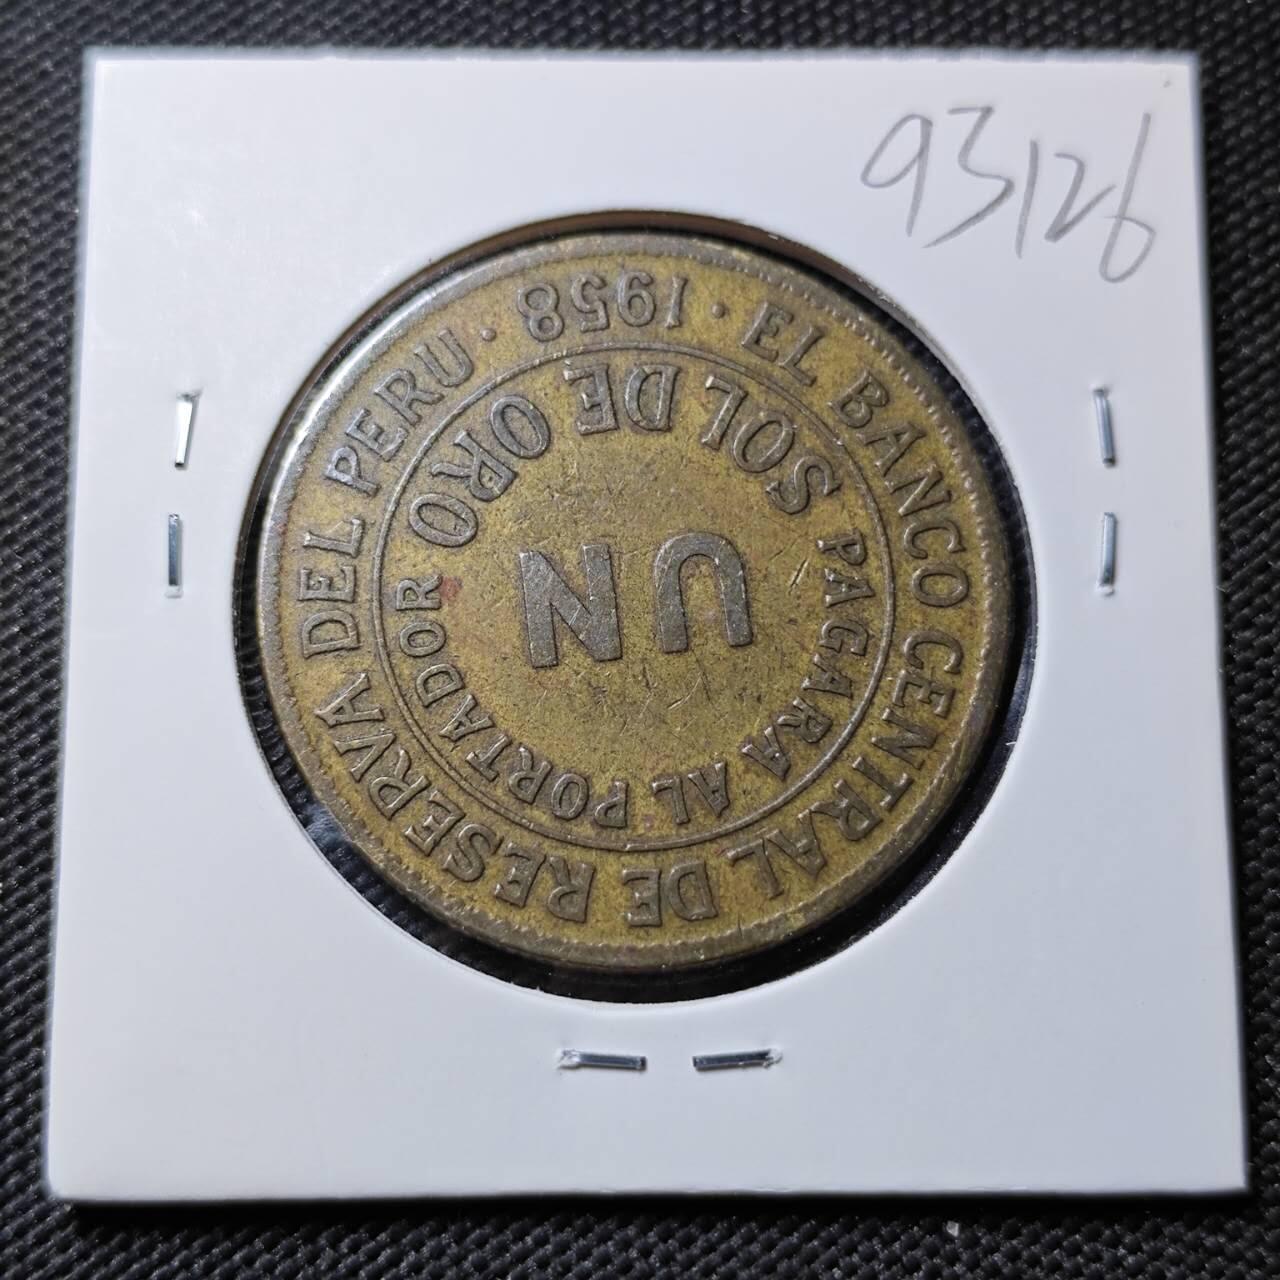 93126
EL BANCO CENTRAL DE RESERVA DEL PERU · 1958 ·
PAGARA AL PORTADOR
UN
SOL DE ORO